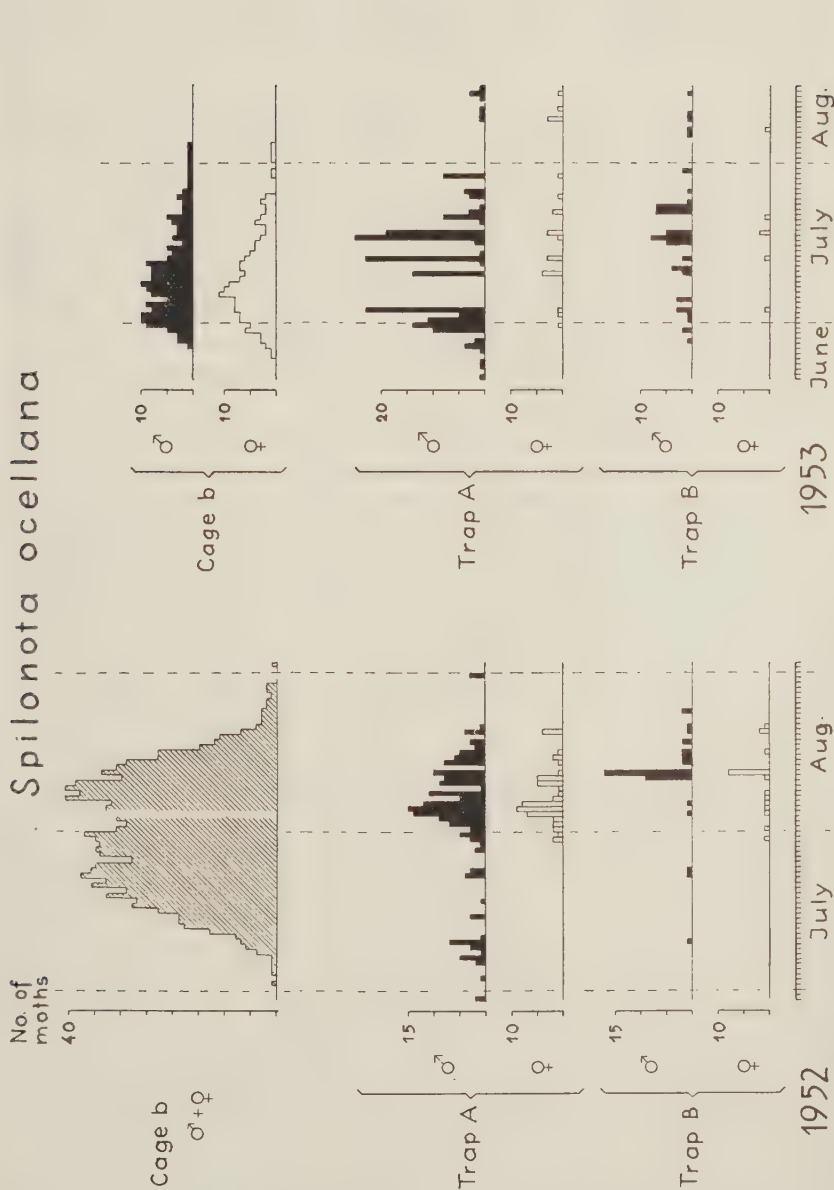 Spilonota ocellana
No. of
moths
40
Cage b
♂+♀
15
♂
Trap A
10
♀
15
♂
Trap B
10
♀
1952
July
Aug.
10
♂
Cage b
10
♀
20
♂
Trap A
10
♀
10
♂
Trap B
10
♀
1953
June
July
Aug.